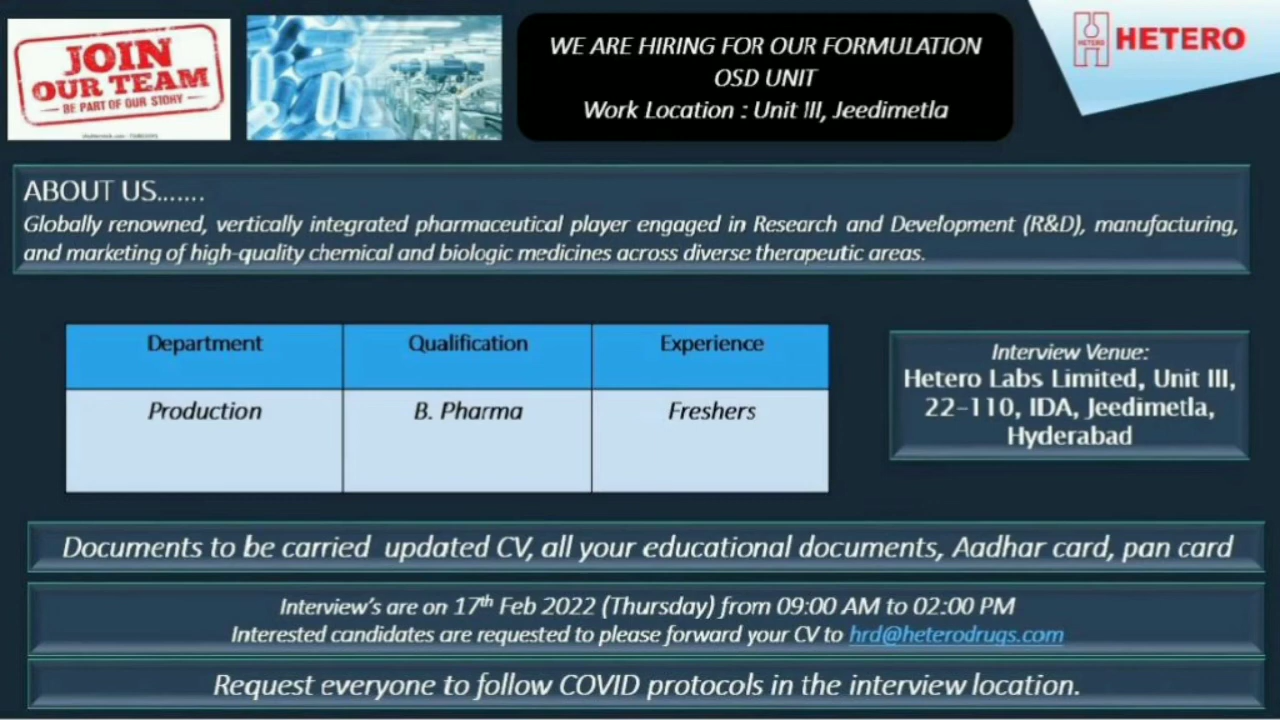 JOIN
OUR TEAM
BE PART OF OUR STORY
WE ARE HIRING FOR OUR FORMULATION
OSD UNIT
Work Location : Unit III, Jeedimetla
HETERO
HETERO
ABOUT US.......
Globally renowned, vertically integrated pharmaceutical player engaged in Research and Development (R&D), manufacturing,
and marketing of high-quality chemical and biologic medicines across diverse therapeutic areas.
Department Qualification Experience
Production B. Pharma Freshers
Interview Venue:
Hetero Labs Limited, Unit III,
22-110, IDA, Jeedimetla,
Hyderabad
Documents to be carried updated CV, all your educational documents, Aadhar card, pan card
Interview's are on 17th Feb 2022 (Thursday) from 09:00 AM to 02:00 PM
Interested candidates are requested to please forward your CV to hrd@heterodrugs.com
Request everyone to follow COVID protocols in the interview location.